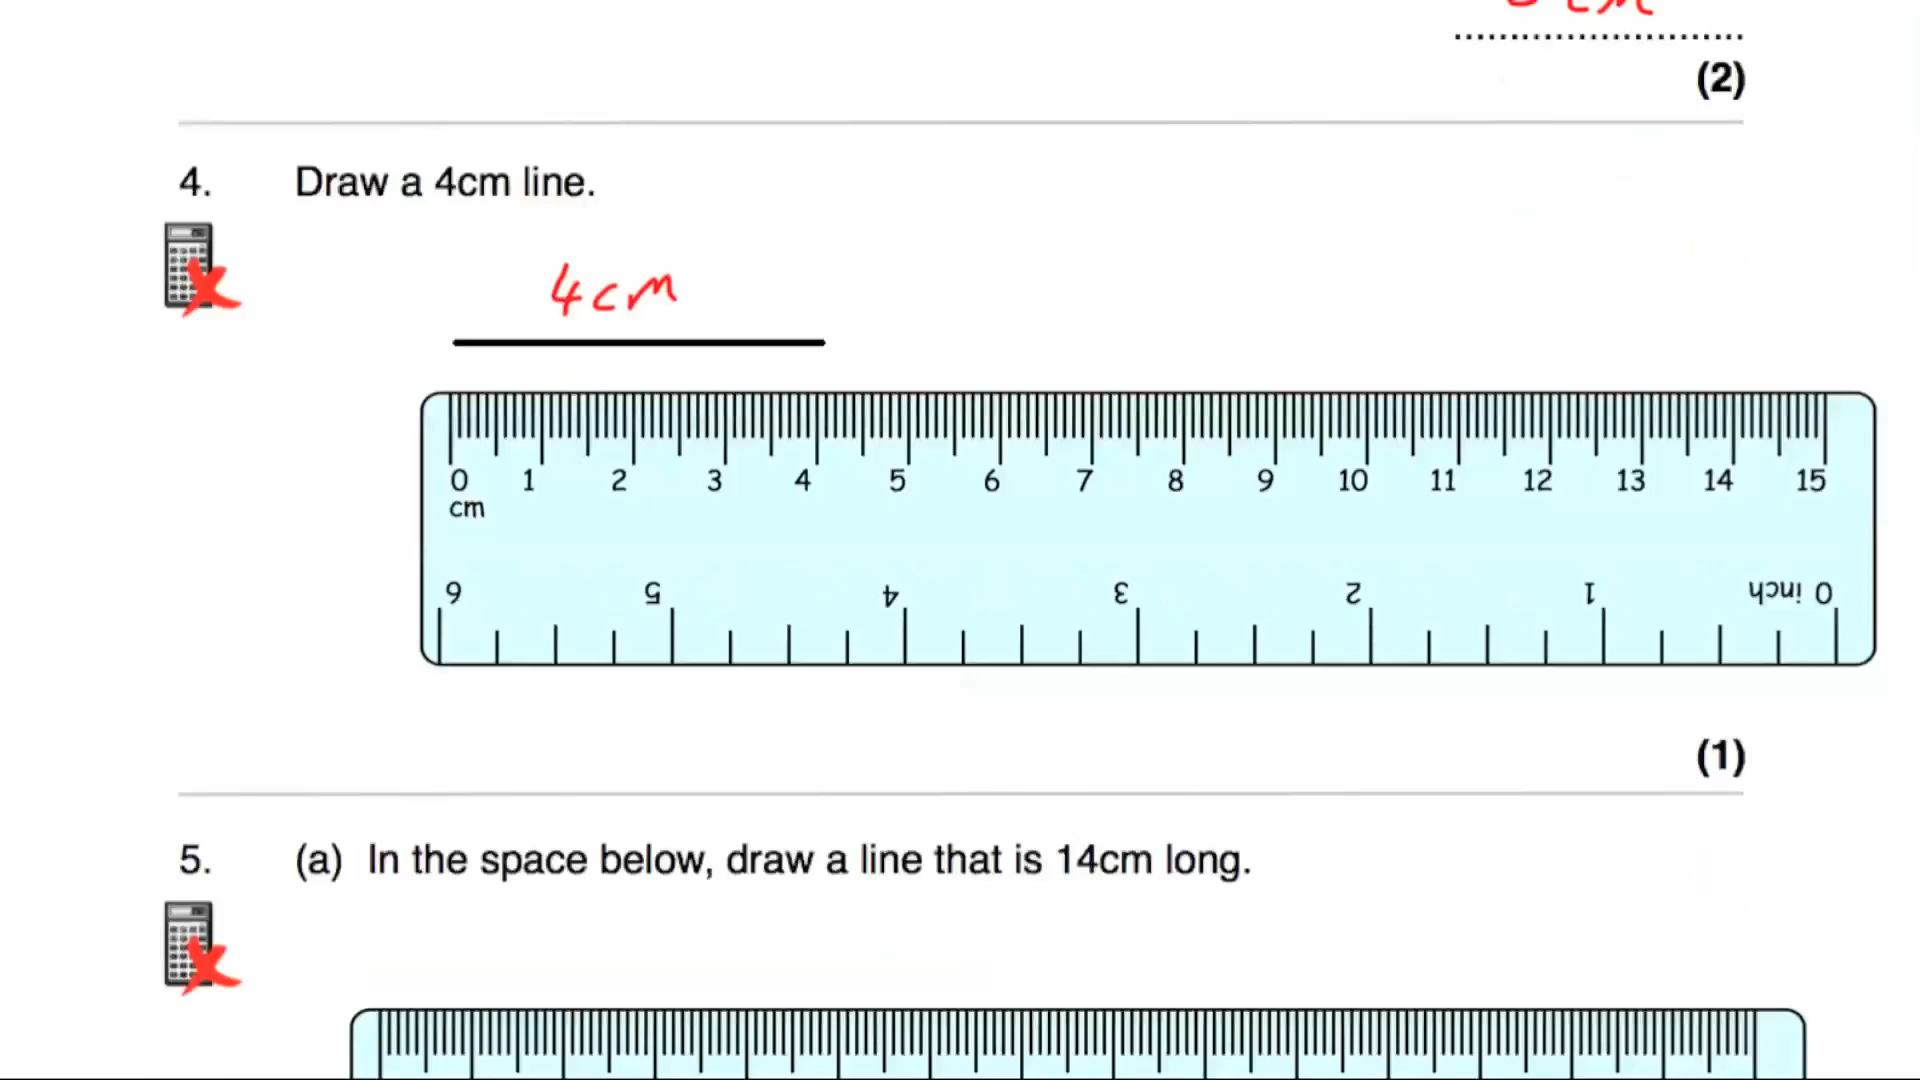 cm
(2)
4. Draw a 4cm line.
4cm
0 1 2 3 4 5 6 7 8 9 10 11 12 13 14 15
cm
6 5 4 3 2 1 0 inch
(1)
5. (a) In the space below, draw a line that is 14cm long.